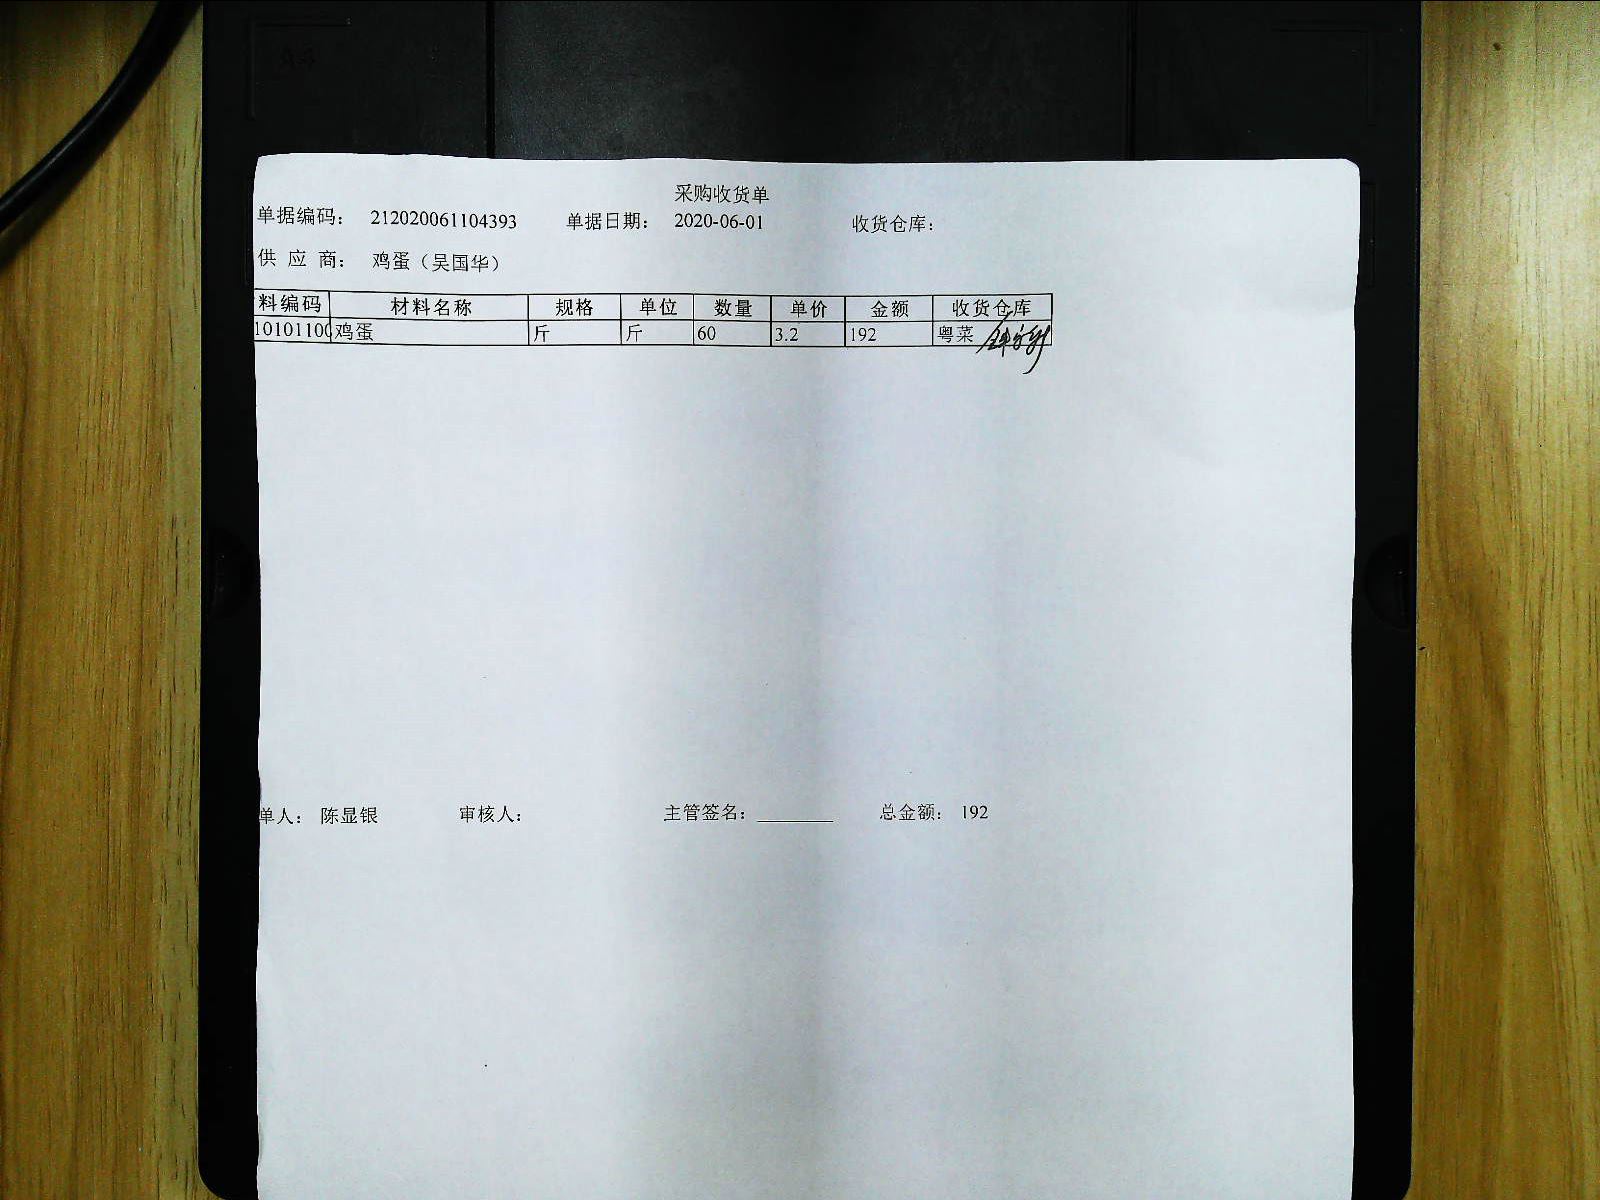 采购收货单
单据编码： 212020061104393 单据日期： 2020-06-01 收货仓库：
供 应 商： 鸡蛋（吴国华）
料编码 材料名称 规格 单位 数量 单价 金额 收货仓库
10101100 鸡蛋 斤 斤 60 3.2 192 粤菜
单人： 陈显银 审核人： 主管签名：________ 总金额： 192